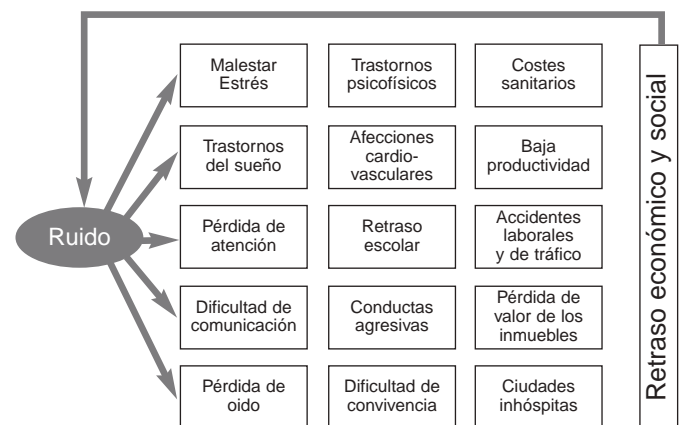 Malestar
Estrés
Trastornos
psicofísicos
Costes
sanitarios
Trastornos
del sueño
Afecciones
cardio-
vasculares
Baja
productividad
Ruido
Pérdida de
atención
Retraso
escolar
Accidentes
laborales
y de tráfico
Dificultad de
comunicación
Conductas
agresivas
Pérdida de
valor de los
inmuebles
Pérdida de
oido
Dificultad de
convivencia
Ciudades
inhóspitas
Retraso económico y social